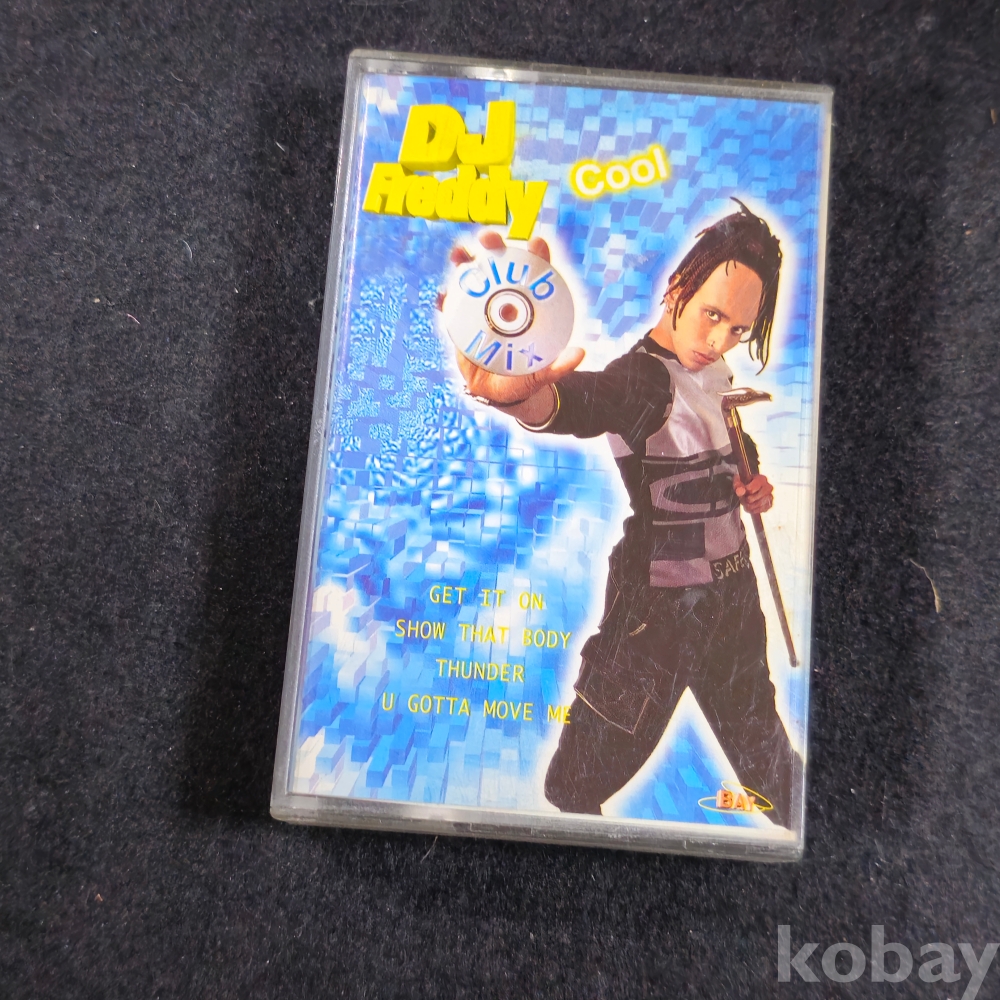 DJ
Freddy
Cool
Club
Mix
GET IT ON
SHOW THAT BODY
THUNDER
U GOTTA MOVE ME
BAY
kobay